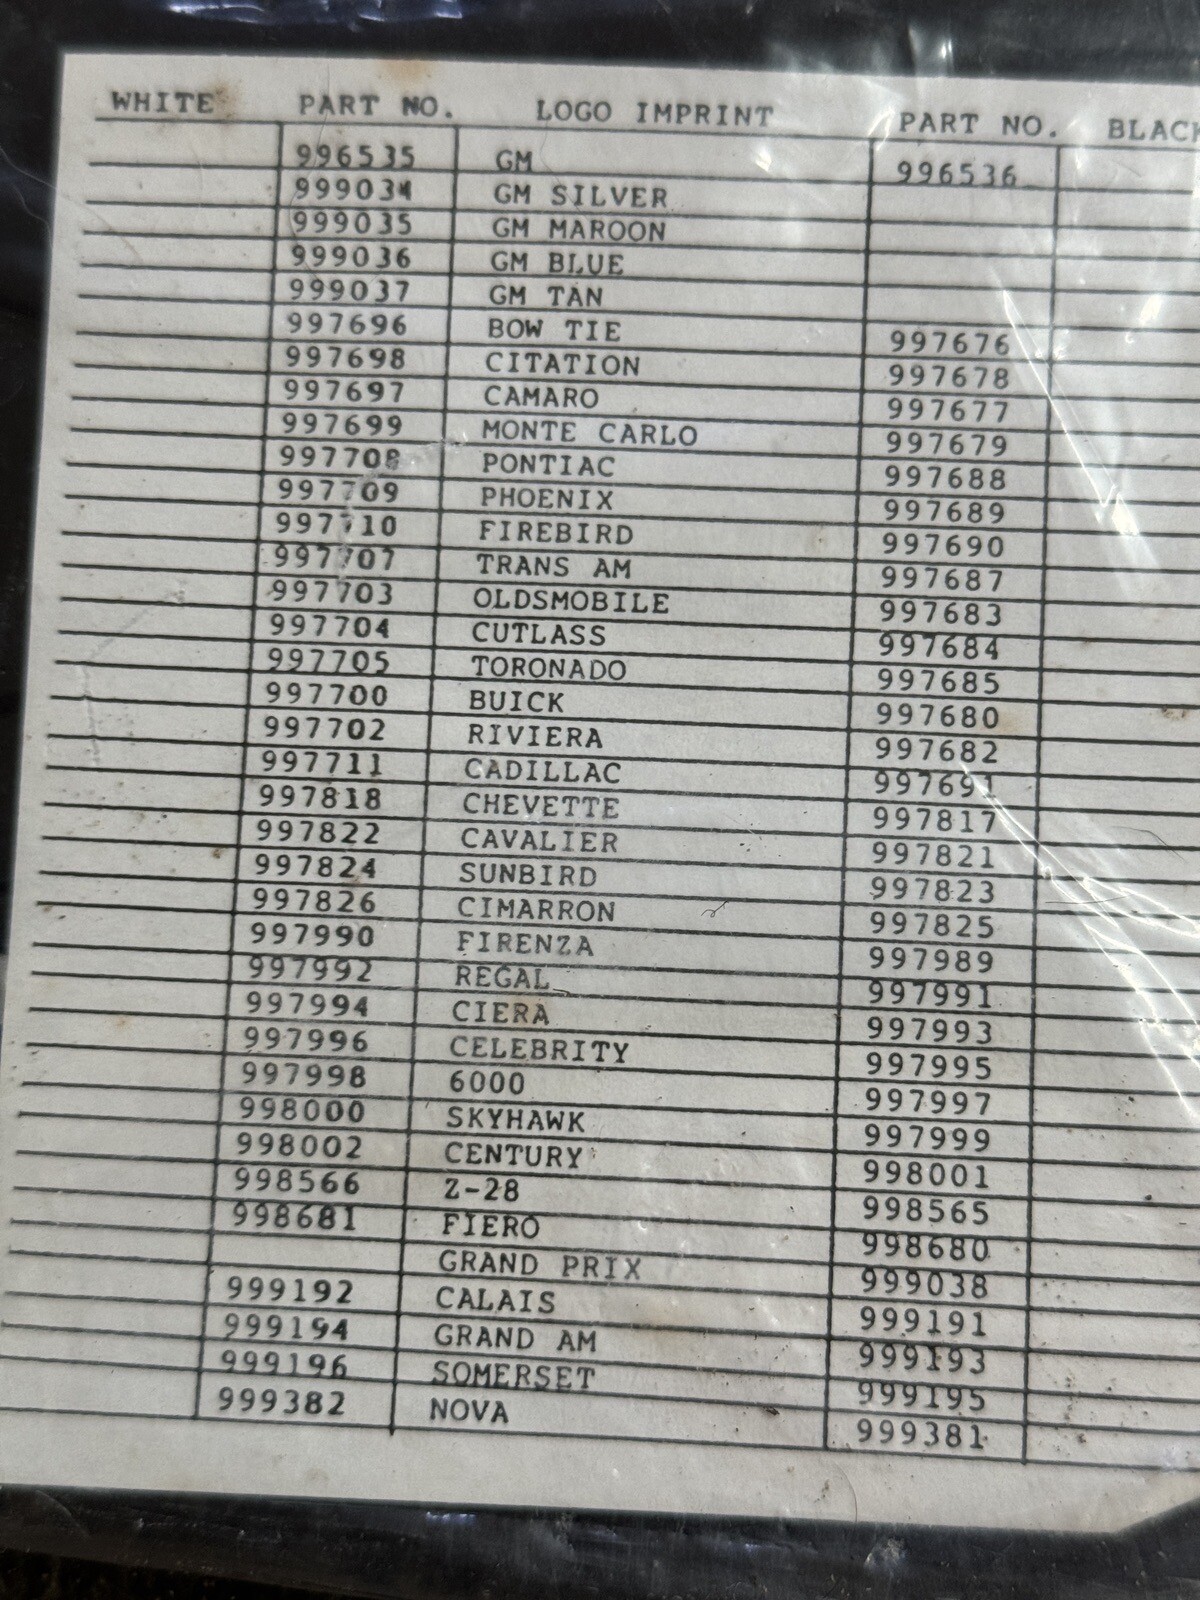 WHITE PART NO. LOGO IMPRINT PART NO. BLACK
996535 GM 996536
999034 GM SILVER
999035 GM MAROON
999036 GM BLUE
999037 GM TAN
997696 BOW TIE 997676
997698 CITATION 997678
997697 CAMARO 997677
997699 MONTE CARLO 997679
997708 PONTIAC 997688
997709 PHOENIX 997689
997710 FIREBIRD 997690
997707 TRANS AM 997687
997703 OLDSMOBILE 997683
997704 CUTLASS 997684
997705 TORONADO 997685
997700 BUICK 997680
997702 RIVIERA 997682
997711 CADILLAC 997691
997818 CHEVETTE 997817
997822 CAVALIER 997821
997824 SUNBIRD 997823
997826 CIMARRON 997825
997990 FIRENZA 997989
997992 REGAL 997991
997994 CIERA 997993
997996 CELEBRITY 997995
997998 6000 997997
998000 SKYHAWK 997999
998002 CENTURY 998001
998566 Z-28 998565
998681 FIERO 998680
GRAND PRIX 999038
999192 CALAIS 999191
999194 GRAND AM 999193
999196 SOMERSET 999195
999382 NOVA 999381